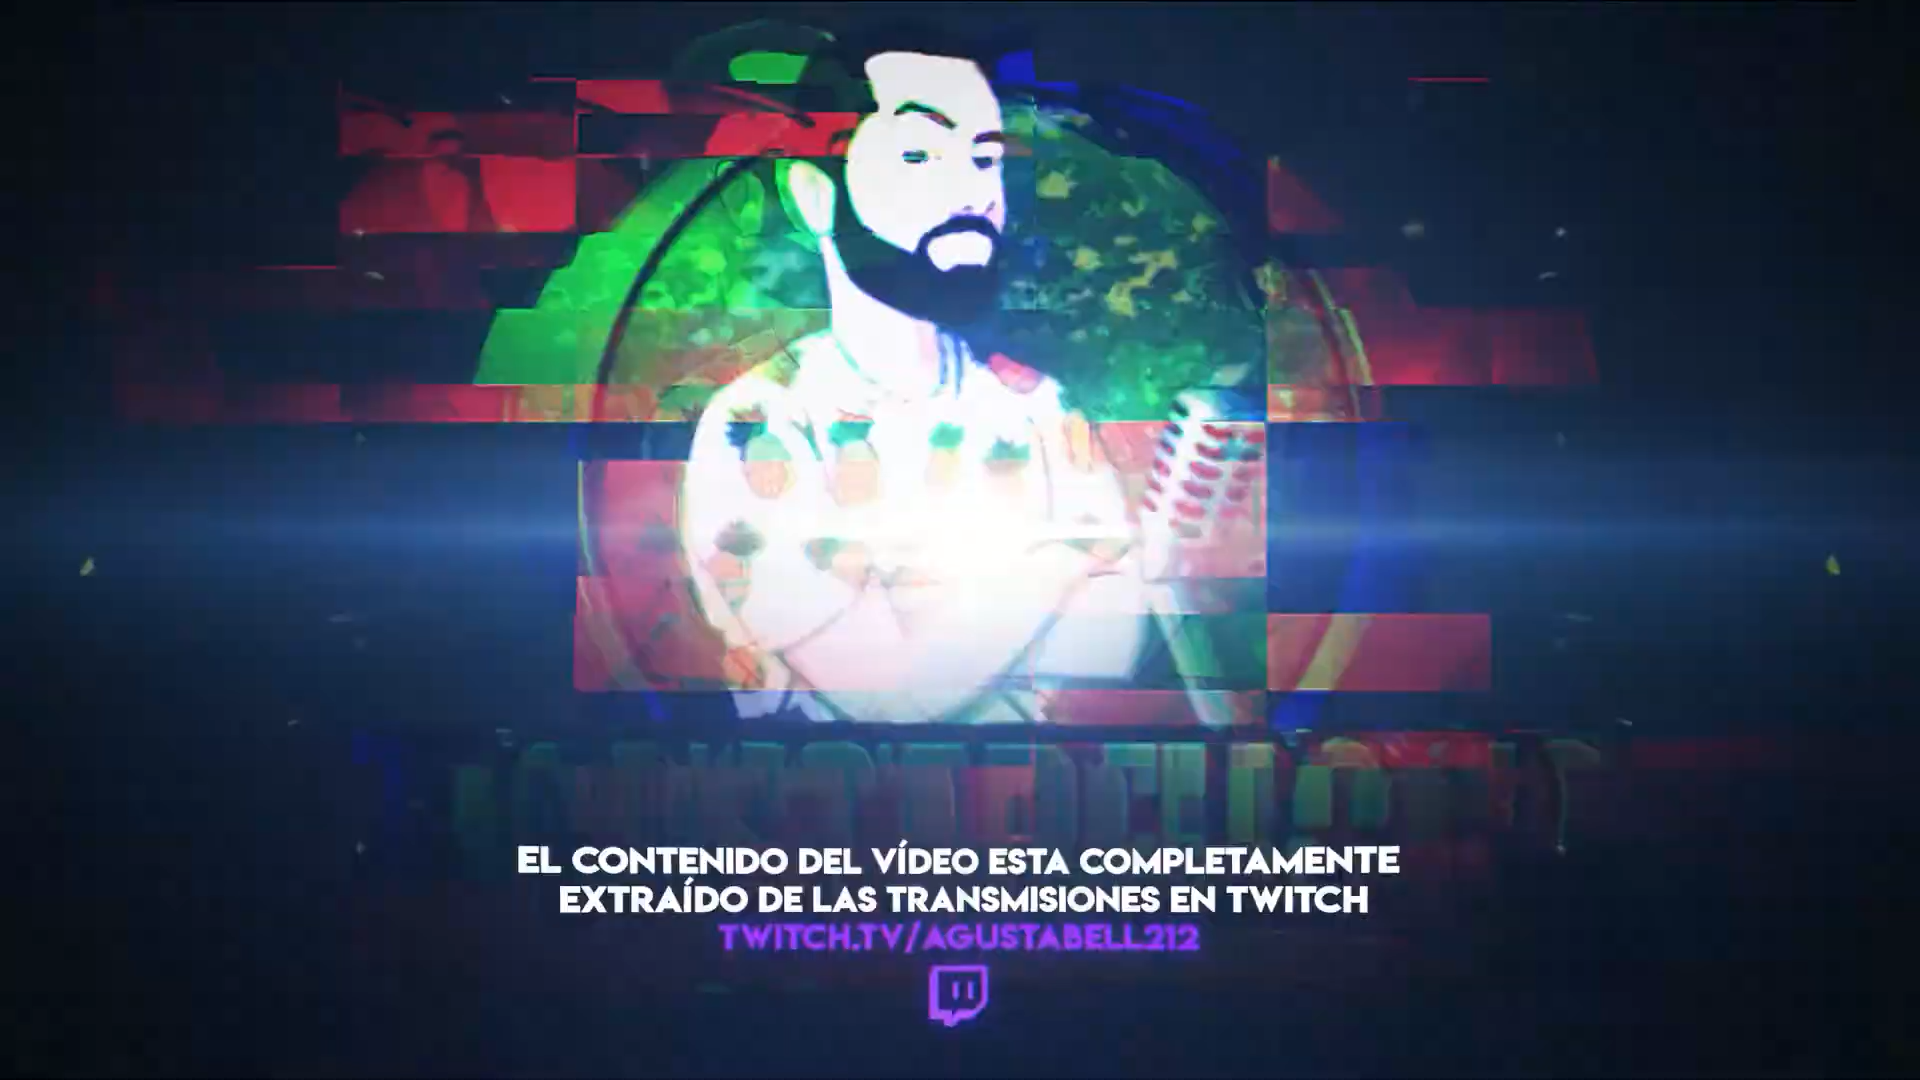 EL CONTENIDO DEL VÍDEO ESTA COMPLETAMENTE
EXTRAÍDO DE LAS TRANSMISIONES EN TWITCH
TWITCH.TV/AGUSTABELL212